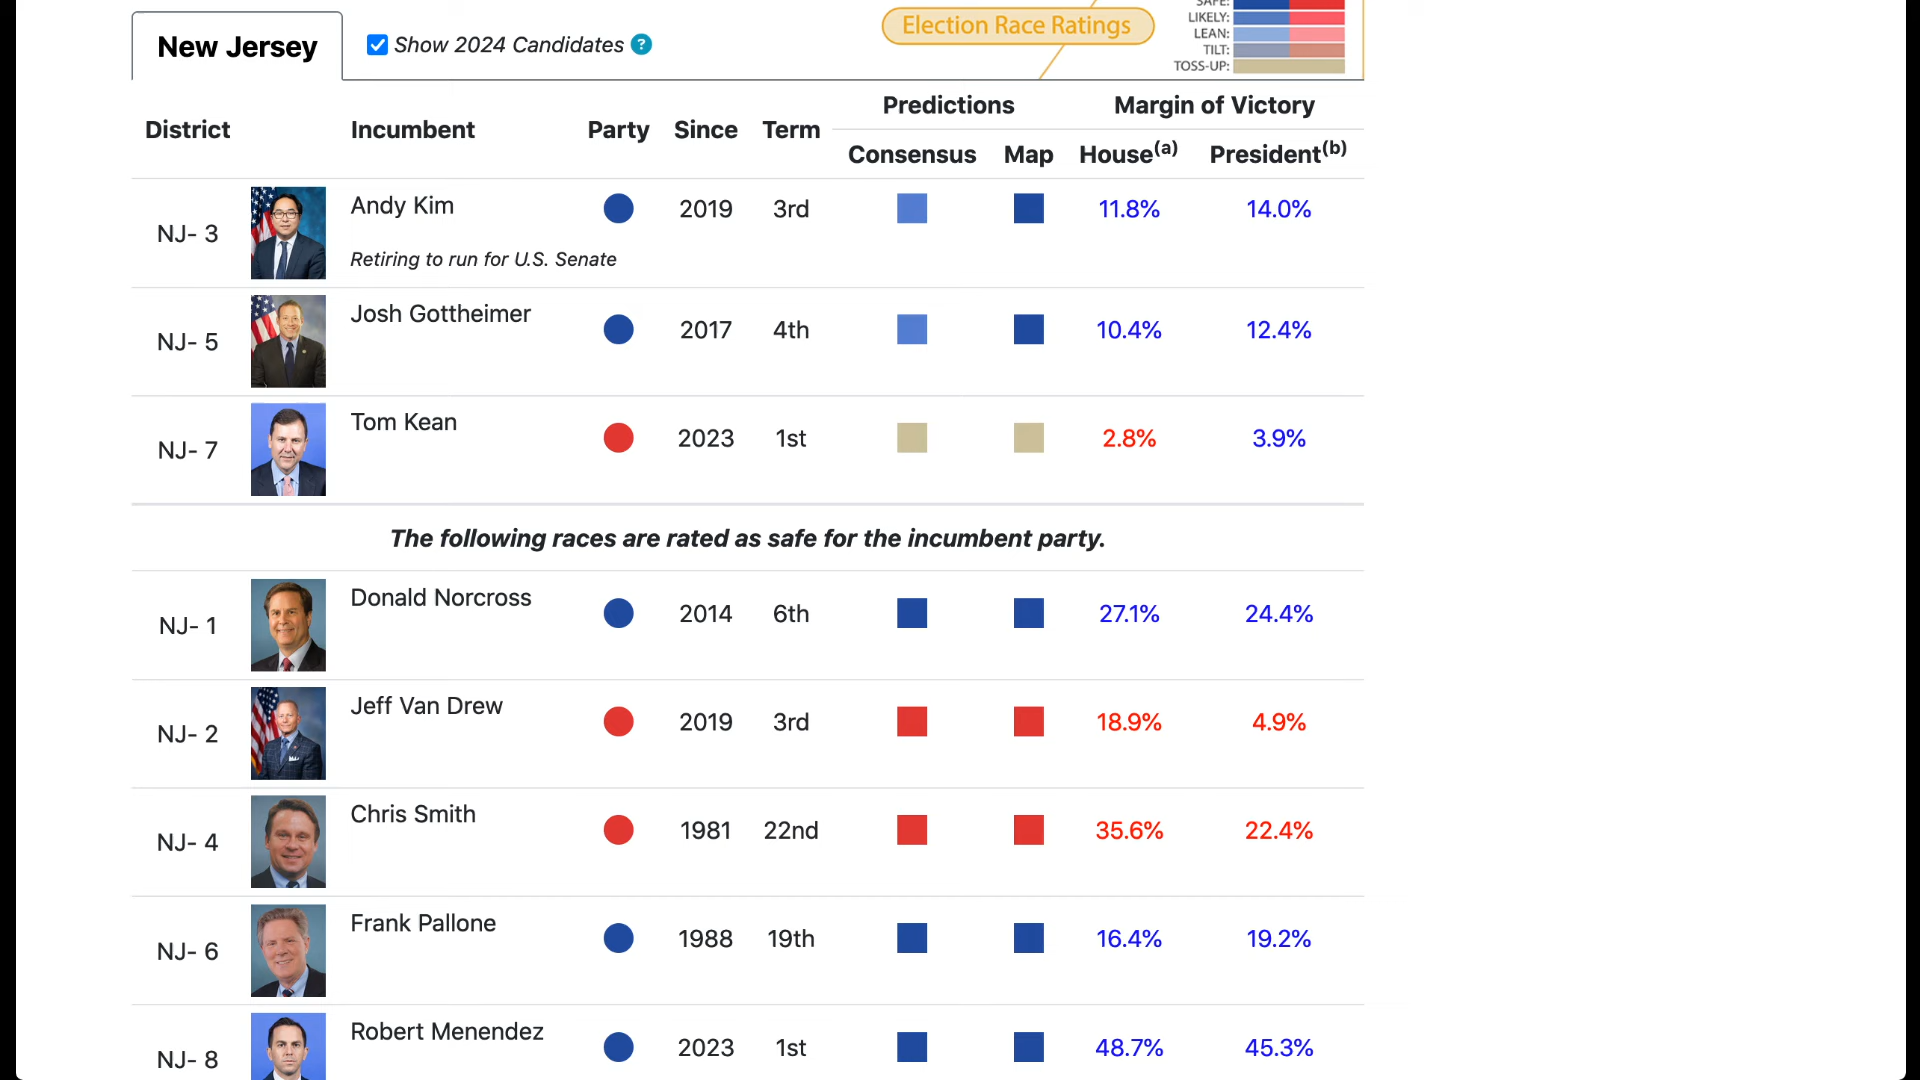 New Jersey
Show 2024 Candidates ?
Election Race Ratings
SAFE:
LIKELY:
LEAN:
TILT:
TOSS-UP:
District Incumbent Party Since Term Predictions Margin of Victory
Consensus Map House(a) President(b)
NJ- 3 Andy Kim 2019 3rd 11.8% 14.0%
Retiring to run for U.S. Senate
NJ- 5 Josh Gottheimer 2017 4th 10.4% 12.4%
NJ- 7 Tom Kean 2023 1st 2.8% 3.9%
The following races are rated as safe for the incumbent party.
NJ- 1 Donald Norcross 2014 6th 27.1% 24.4%
NJ- 2 Jeff Van Drew 2019 3rd 18.9% 4.9%
NJ- 4 Chris Smith 1981 22nd 35.6% 22.4%
NJ- 6 Frank Pallone 1988 19th 16.4% 19.2%
NJ- 8 Robert Menendez 2023 1st 48.7% 45.3%